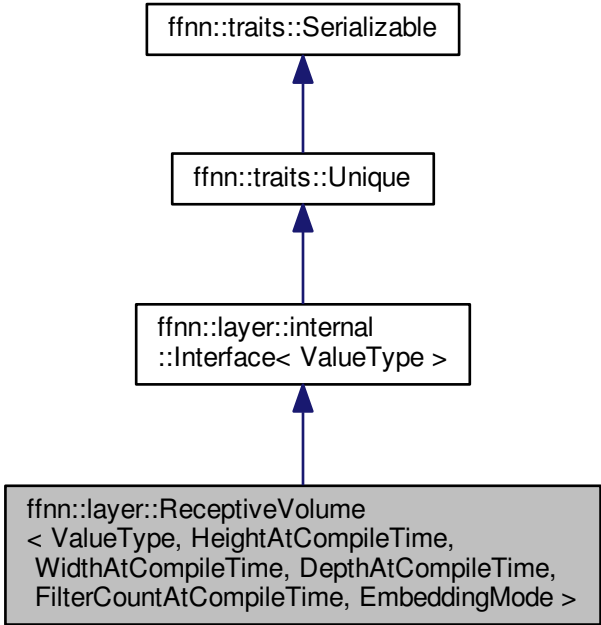 ffnn::traits::Serializable
ffnn::traits::Unique
ffnn::layer::internal
::Interface< ValueType >
ffnn::layer::ReceptiveVolume
< ValueType, HeightAtCompileTime,
WidthAtCompileTime, DepthAtCompileTime,
FilterCountAtCompileTime, EmbeddingMode >